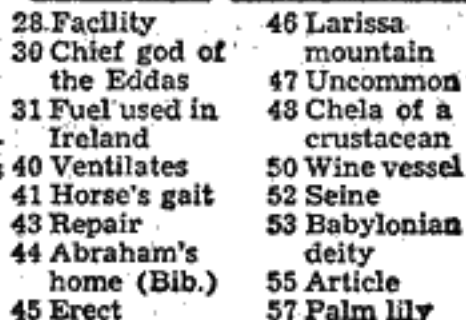 28.Facility
30 Chief god of
the Eddas
31 Fuel used in
Ireland
40 Ventilates
41 Horse's gait
43 Repair
44 Abraham's
home (Bib.)
45 Erect
46 Larissa
mountain
47 Uncommon
48 Chela of a
crustacean
50 Wine vessel
52 Seine
53 Babylonian
deity
55 Article
57 Palm lily